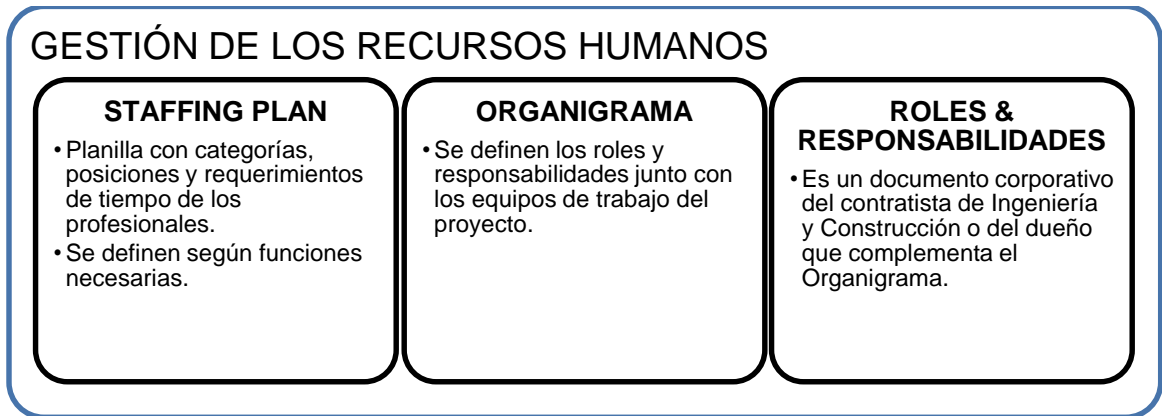 GESTIÓN DE LOS RECURSOS HUMANOS
STAFFING PLAN
• Planilla con categorías,
posiciones y requerimientos
de tiempo de los
profesionales.
• Se definen según funciones
necesarias.
ORGANIGRAMA
• Se definen los roles y
responsabilidades junto con
los equipos de trabajo del
proyecto.
ROLES &
RESPONSABILIDADES
• Es un documento corporativo
del contratista de Ingeniería
y Construcción o del dueño
que complementa el
Organigrama.